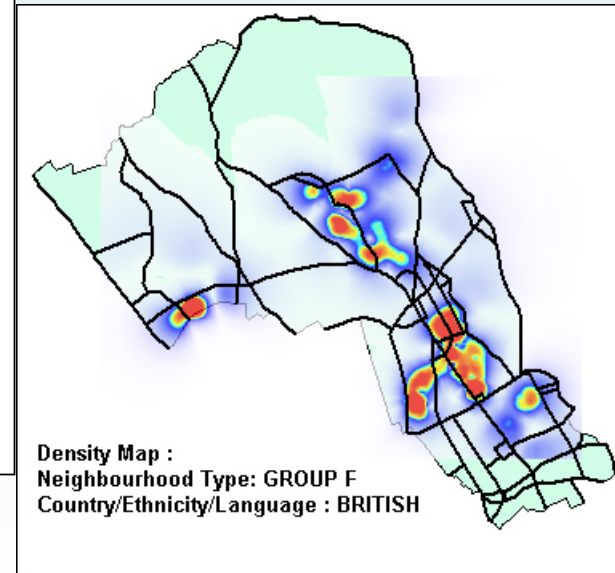 Density Map :
Neighbourhood Type: GROUP F
Country/Ethnicity/Language : BRITISH